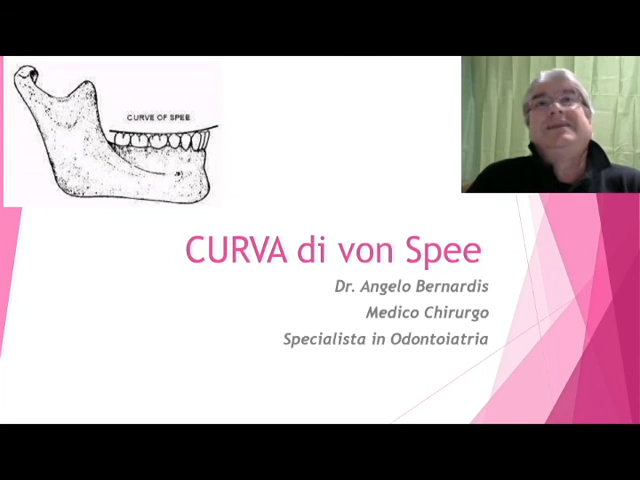 CURVE OF SPEE
CURVA di von Spee
Dr. Angelo Bernardis
Medico Chirurgo
Specialista in Odontoiatria